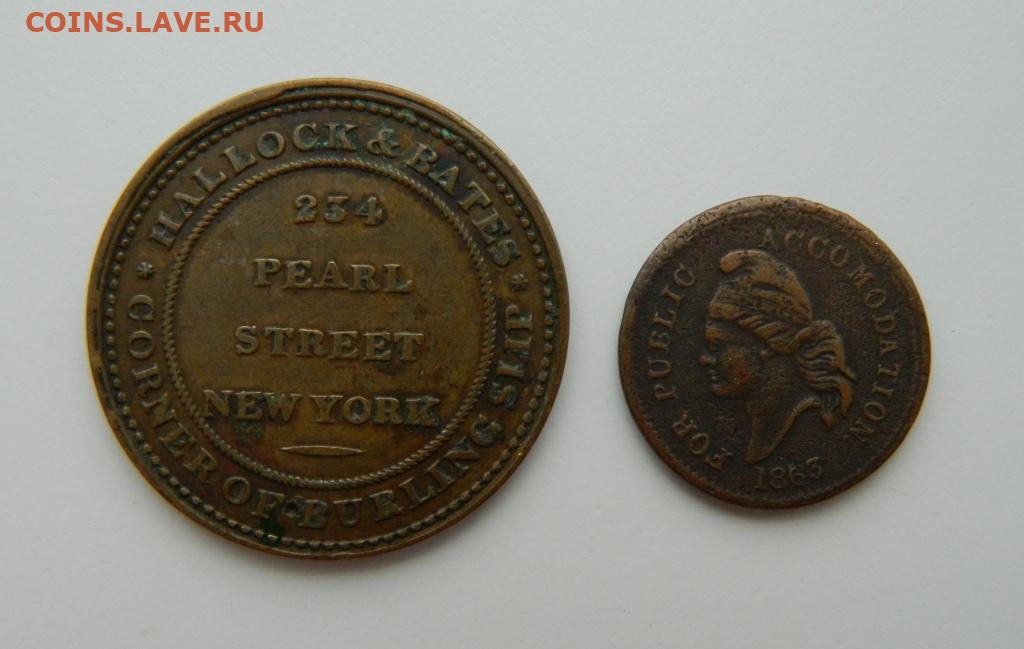 COINS.LAVE.RU
* HALLOCK & BATES *
CORNER OF BURLING SLIP
234
PEARL
STREET
NEW YORK
FOR PUBLIC ACCOMODATION.
1863